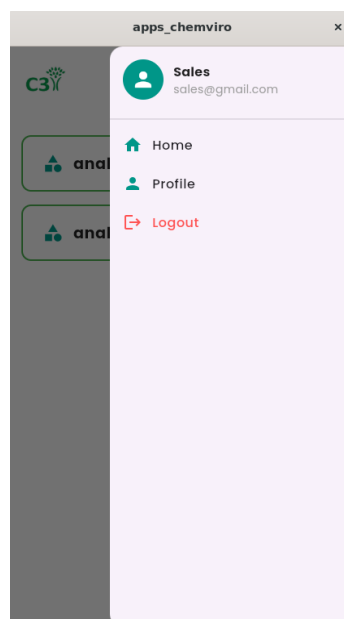 apps_chemviro ×
C3
Sales
sales@gmail.com
Home
Profile
Logout
anal
anal